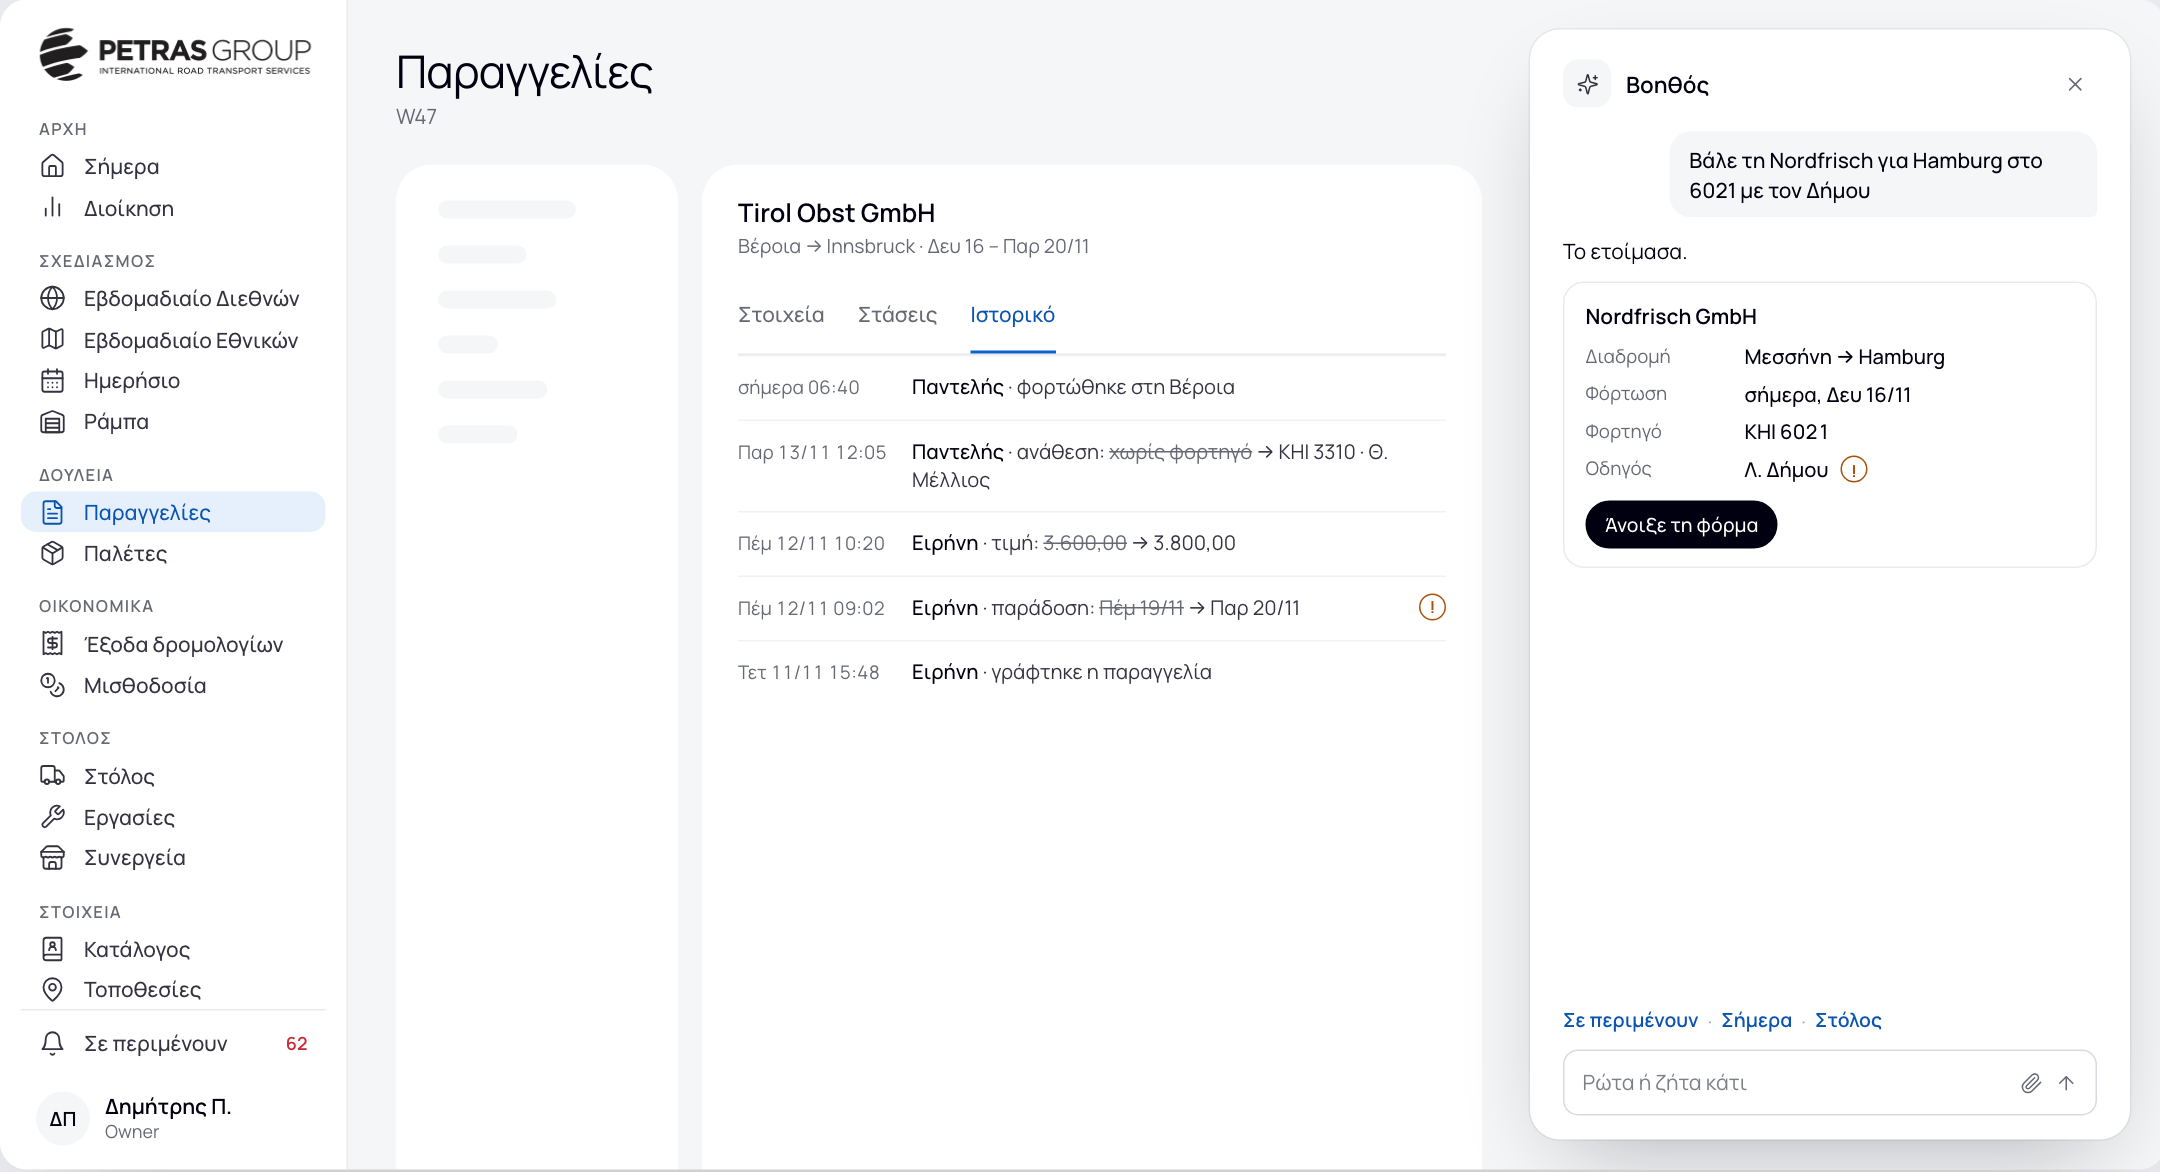 PETRAS GROUP
INTERNATIONAL ROAD TRANSPORT SERVICES
ΑΡΧΗ
Σήμερα
Διοίκηση
ΣΧΕΔΙΑΣΜΟΣ
Εβδομαδιαίο Διεθνών
Εβδομαδιαίο Εθνικών
Ημερήσιο
Ράμπα
ΔΟΥΛΕΙΑ
Παραγγελίες
Παλέτες
ΟΙΚΟΝΟΜΙΚΑ
Έξοδα δρομολογίων
Μισθοδοσία
ΣΤΟΛΟΣ
Στόλος
Εργασίες
Συνεργεία
ΣΤΟΙΧΕΙΑ
Κατάλογος
Τοποθεσίες
Σε περιμένουν 62
ΔΠ
Δημήτρης Π.
Owner
Παραγγελίες
W47
Tirol Obst GmbH
Βέροια → Innsbruck · Δευ 16 – Παρ 20/11
Στοιχεία Στάσεις Ιστορικό
σήμερα 06:40 Παντελής · φορτώθηκε στη Βέροια
Παρ 13/11 12:05 Παντελής · ανάθεση: χωρίς φορτηγό → ΚΗΙ 3310 · Θ.
Μέλλιος
Πέμ 12/11 10:20 Ειρήνη · τιμή: 3.600,00 → 3.800,00
Πέμ 12/11 09:02 Ειρήνη · παράδοση: Πέμ 19/11 → Παρ 20/11
Τετ 11/11 15:48 Ειρήνη · γράφτηκε η παραγγελία
Βοηθός
Βάλε τη Nordfrisch για Hamburg στο
6021 με τον Δήμου
Το ετοίμασα.
Nordfrisch GmbH
Διαδρομή Μεσσήνη → Hamburg
Φόρτωση σήμερα, Δευ 16/11
Φορτηγό ΚΗΙ 6021
Οδηγός Λ. Δήμου
Άνοιξε τη φόρμα
Σε περιμένουν · Σήμερα · Στόλος
Ρώτα ή ζήτα κάτι